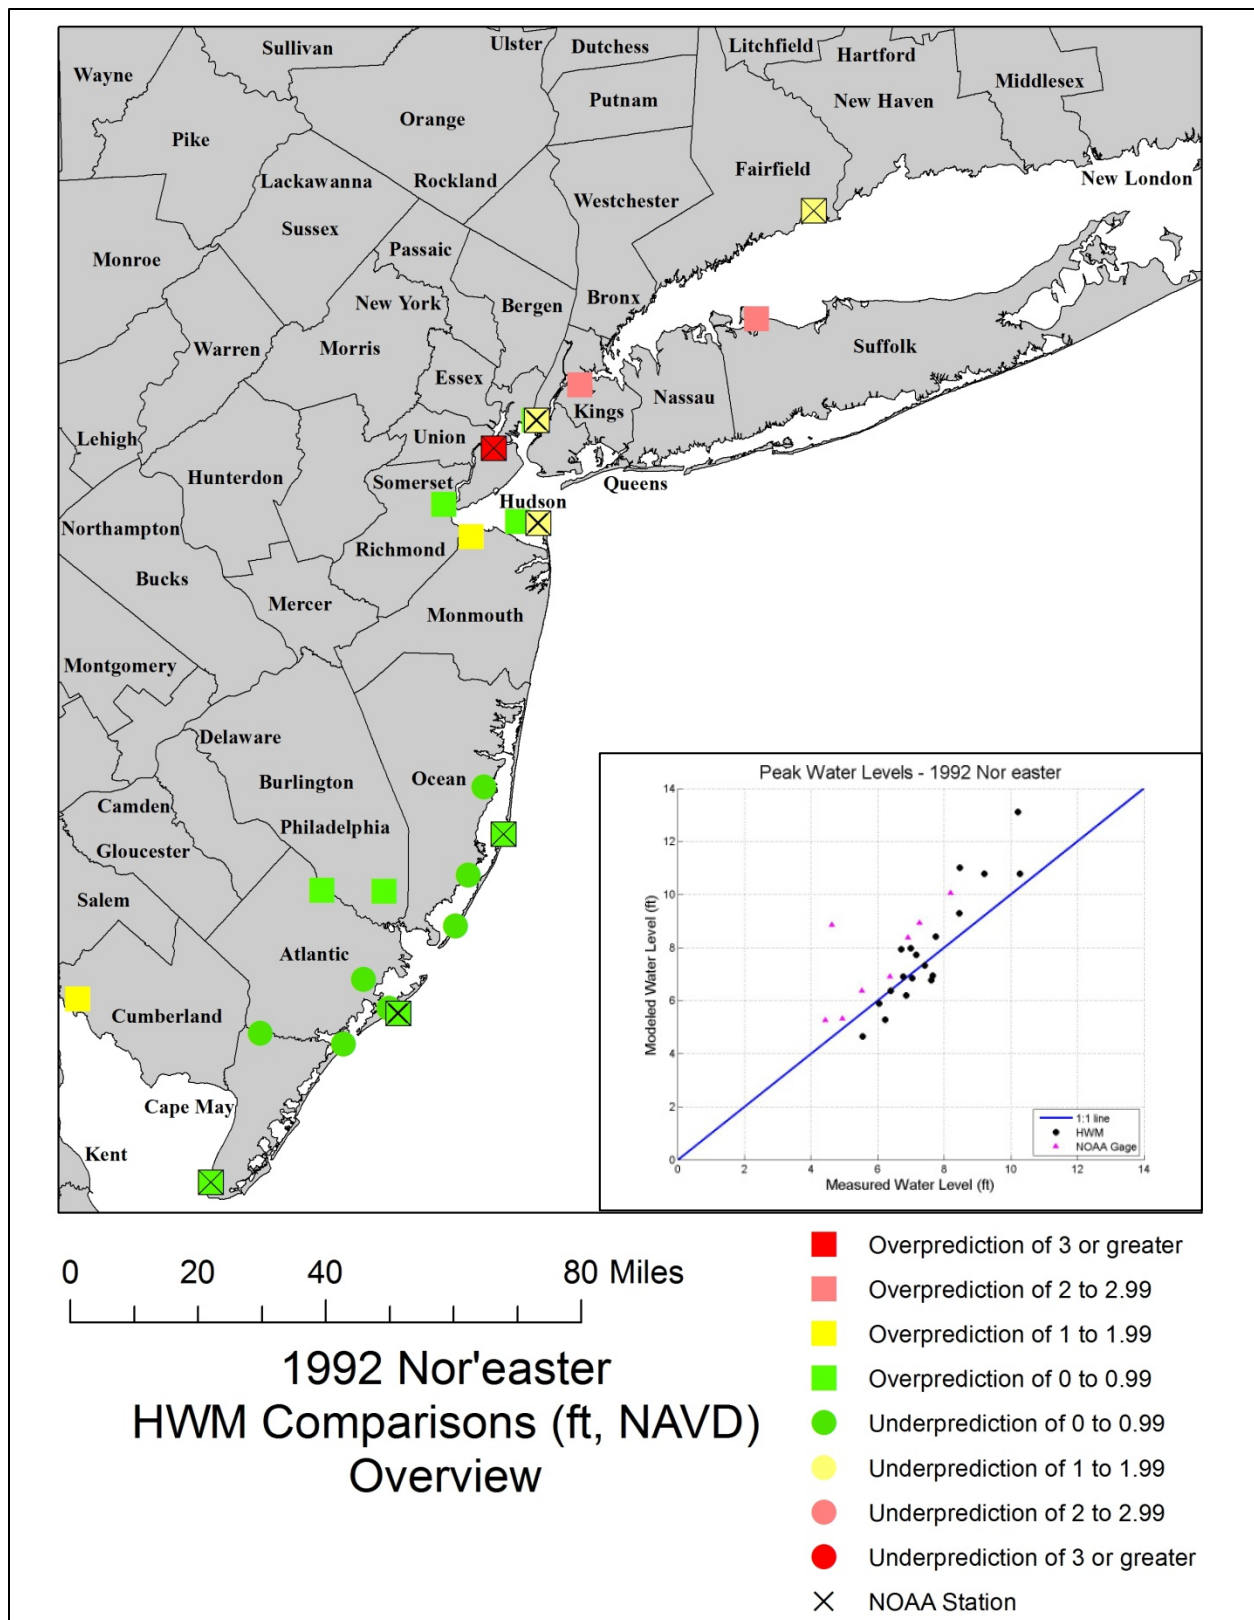 Sullivan
Ulster
Dutchess
Litchfield
Hartford
Wayne
Middlesex
Putnam
New Haven
Orange
Pike
Fairfield
Lackawanna
Rockland
New London
Westchester
Sussex
Passaic
Monroe
New York
Bergen
Bronx
Warren
Morris
Suffolk
Essex
Nassau
Kings
Lehigh
Union
Hunterdon
Somerset
Queens
Hudson
Northampton
Richmond
Bucks
Mercer
Monmouth
Montgomery
Delaware
Burlington
Ocean
Camden
Philadelphia
Gloucester
Salem
Atlantic
Cumberland
Cape May
Kent
Peak Water Levels - 1992 Nor easter
14
12
10
8
6
4
2
0
Modeled Water Level (ft)
0 2 4 6 8 10 12 14
Measured Water Level (ft)
1:1 line
HWM
NOAA Gage
0 20 40 80 Miles
1992 Nor'easter
HWM Comparisons (ft, NAVD)
Overview
Overprediction of 3 or greater
Overprediction of 2 to 2.99
Overprediction of 1 to 1.99
Overprediction of 0 to 0.99
Underprediction of 0 to 0.99
Underprediction of 1 to 1.99
Underprediction of 2 to 2.99
Underprediction of 3 or greater
NOAA Station